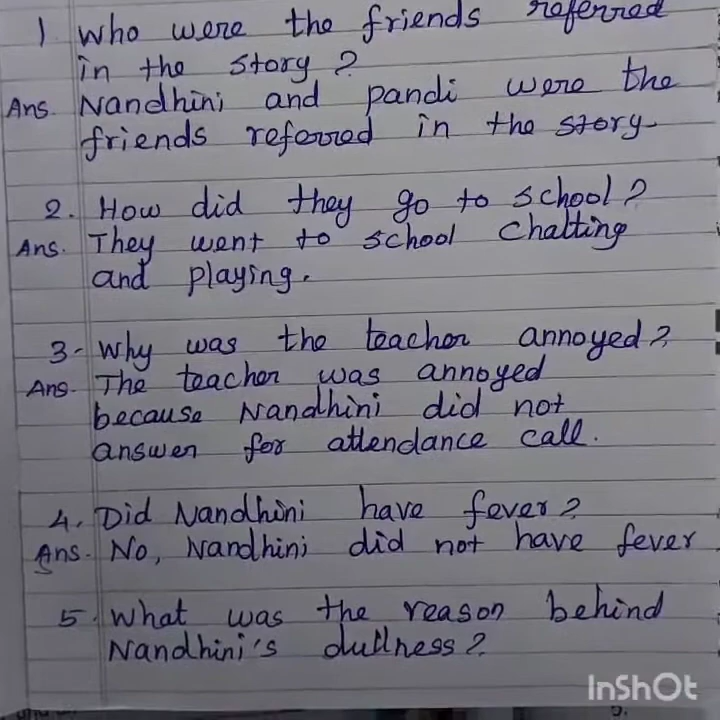 1 Who were the friends referred
in the story ?
Ans. Nandhini and pandi were the
friends referred in the story.
2. How did they go to school ?
Ans. They went to school chatting
and playing.
3. Why was the teacher annoyed ?
Ans. The teacher was annoyed
because Nandhini did not
answer for attendance call.
4. Did Nandhini have fever ?
Ans. No, Nandhini did not have fever
5. What was the reason behind
Nandhini's dullness ?
InShOt